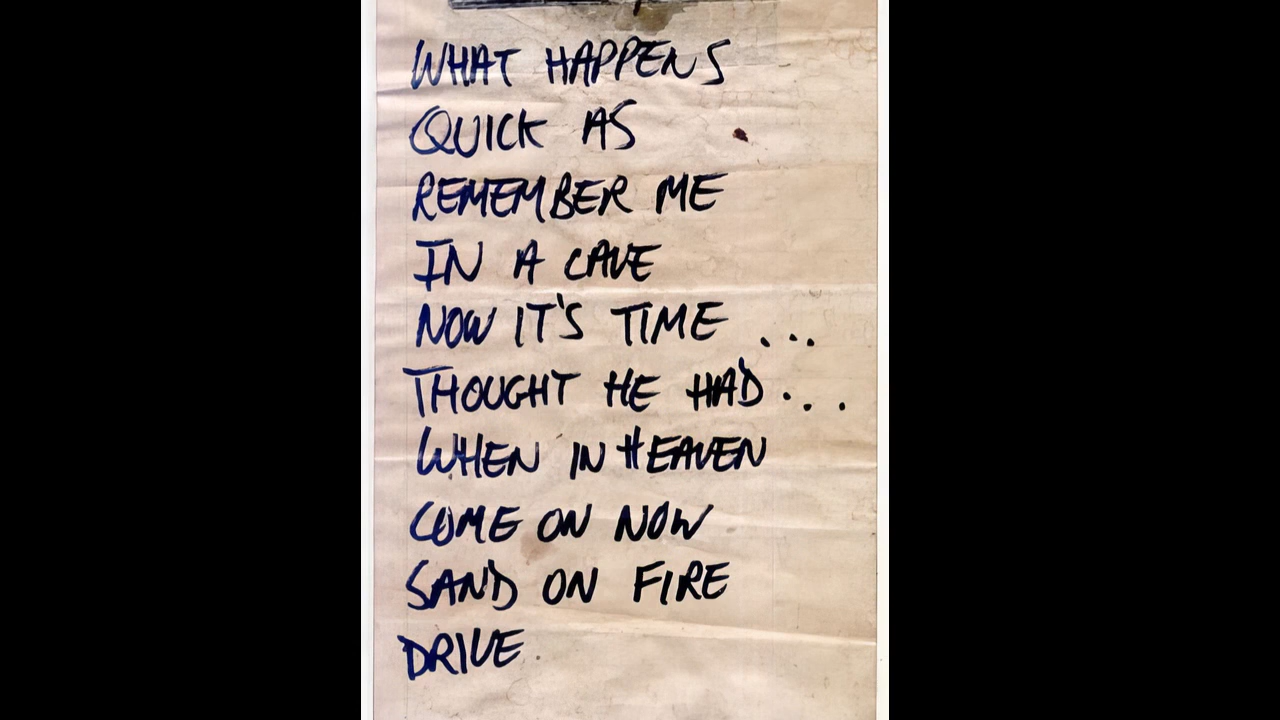 WHAT HAPPENS
QUICK AS
REMEMBER ME
IN A CAVE
NOW IT'S TIME ...
THOUGHT HE HAD...
WHEN IN HEAVEN
COME ON NOW
SAND ON FIRE
DRIVE